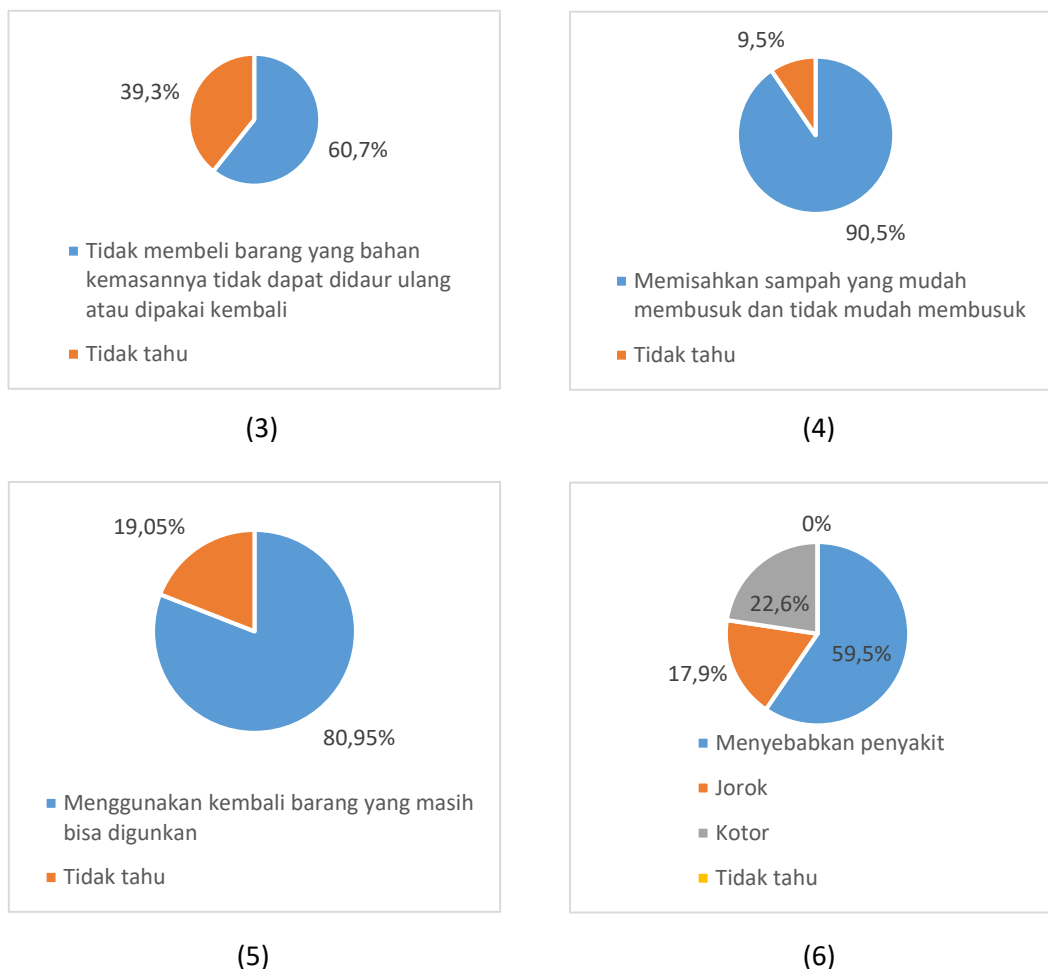 39,3%
60,7%
Tidak membeli barang yang bahan
kemasannya tidak dapat didaur ulang
atau dipakai kembali
Tidak tahu
(3)
9,5%
90,5%
Memisahkan sampah yang mudah
membusuk dan tidak mudah membusuk
Tidak tahu
(4)
19,05%
80,95%
Menggunakan kembali barang yang masih
bisa digunkan
Tidak tahu
(5)
0%
22,6%
59,5%
17,9%
Menyebabkan penyakit
Jorok
Kotor
Tidak tahu
(6)